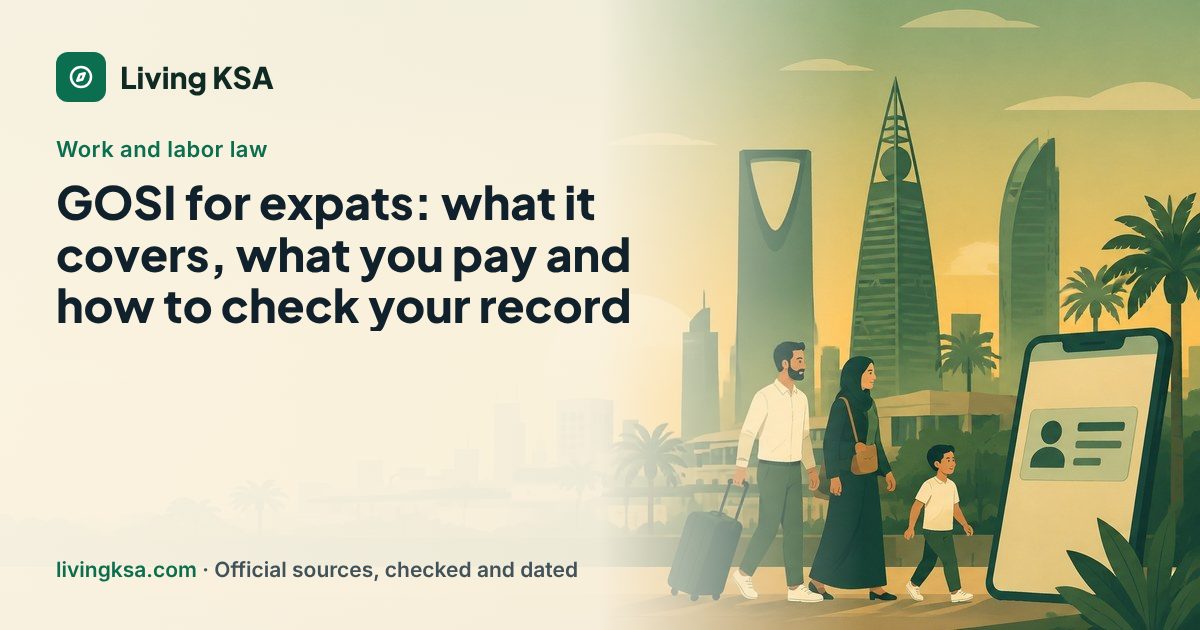 Living KSA
Work and labor law
GOSI for expats: what it
covers, what you pay and
how to check your record
livingksa.com · Official sources, checked and dated